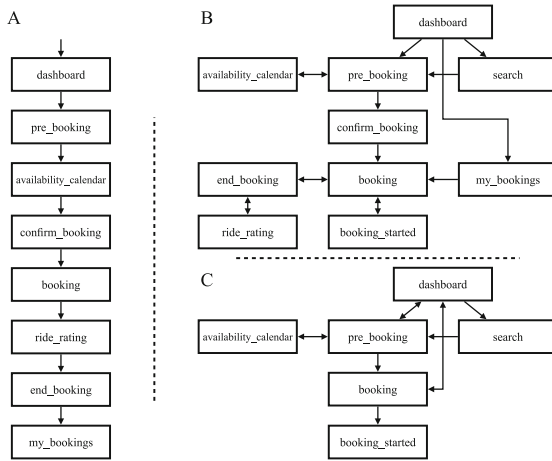 A
dashboard
pre_booking
availability_calendar
confirm_booking
booking
ride_rating
end_booking
my_bookings
B
dashboard
availability_calendar
pre_booking
search
confirm_booking
end_booking
booking
my_bookings
ride_rating
booking_started
C
dashboard
availability_calendar
pre_booking
search
booking
booking_started